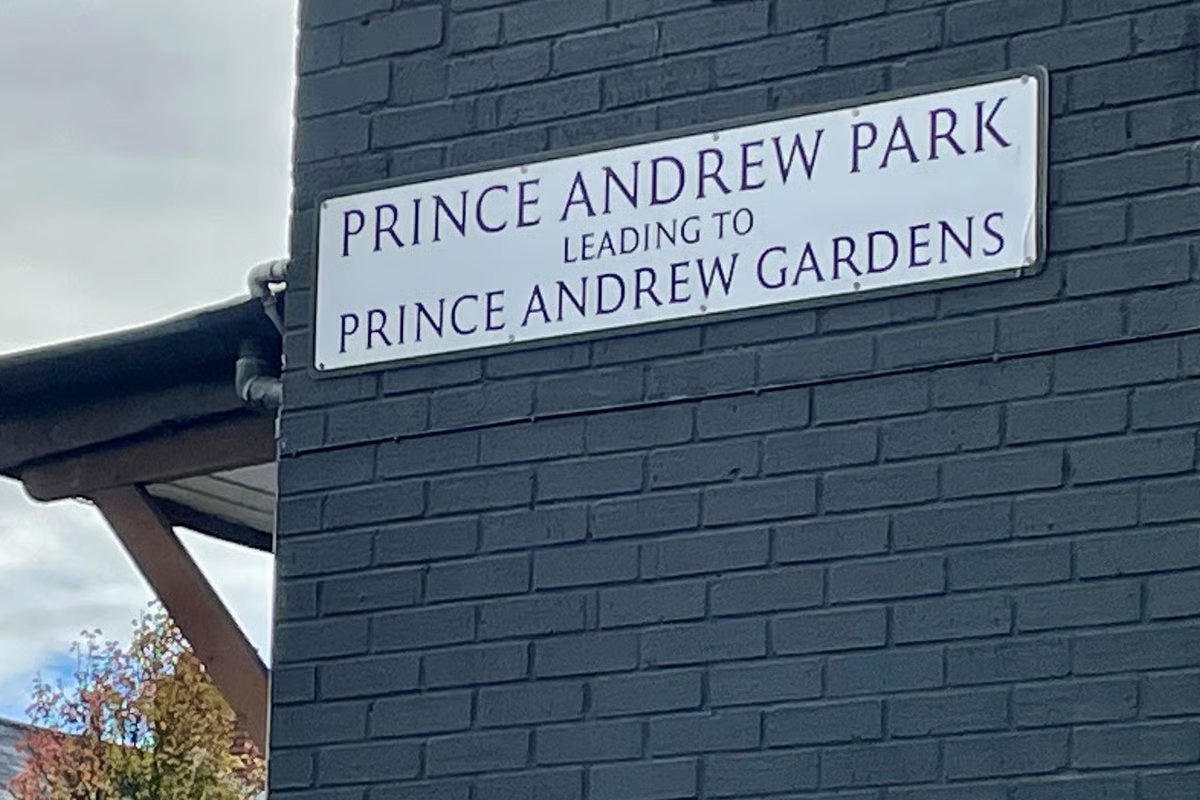 PRINCE ANDREW PARK
LEADING TO
PRINCE ANDREW GARDENS